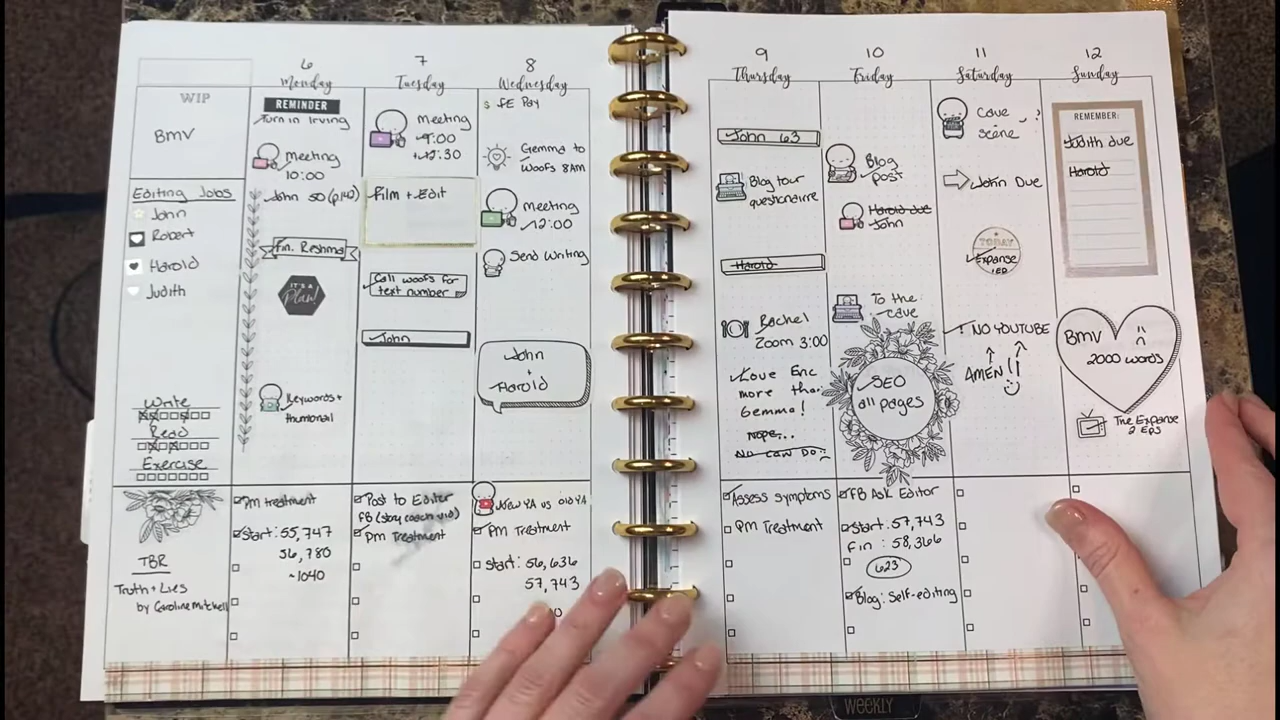 WIP
BMV
Editing Jobs
John
Robert
Harold
Judith
Write
Read
Exercise
TBR
Truth + Lies
by Caroline Mitchell
6
Monday
REMINDER
Turn in Irving
meeting
10:00
John 50 (p142)
Fin. Reshma
IT'S A
Plan!
Keywords +
thumbnail
PM treatment
start: 55,747
56,780
~1040
7
Tuesday
meeting
9:00
+ 12:30
Film + Edit
Call woofs for
text number
John
Post to Editor
FB (story coach vid)
PM Treatment
8
Wednesday
$ FE Pay
Gemma to
Woofs 8AM
meeting
12:00
Send Writing
John
+
Harold
New YA vs old YA
PM Treatment
start: 56,636
57,743
9
Thursday
John 63
Blog tour
questionnaire
Harold
Rachel
Zoom 3:00
Love Eric
more than
Gemma!
Nope...
No can do
Assess symptoms
PM Treatment
10
Friday
Blog
post
Harold due
John
To the
cave
SEO
all pages
FB Ask Editor
start: 57,743
Fin: 58,366
623
Blog: Self-editing
11
Saturday
Cave
scene
John Due
TODAY
Expanse
1 EP
! NO YOUTUBE
AMEN!
12
Sunday
REMEMBER:
Judith due
Harold
BMV
2000 words
The Expanse
2 EPS
WEEKLY